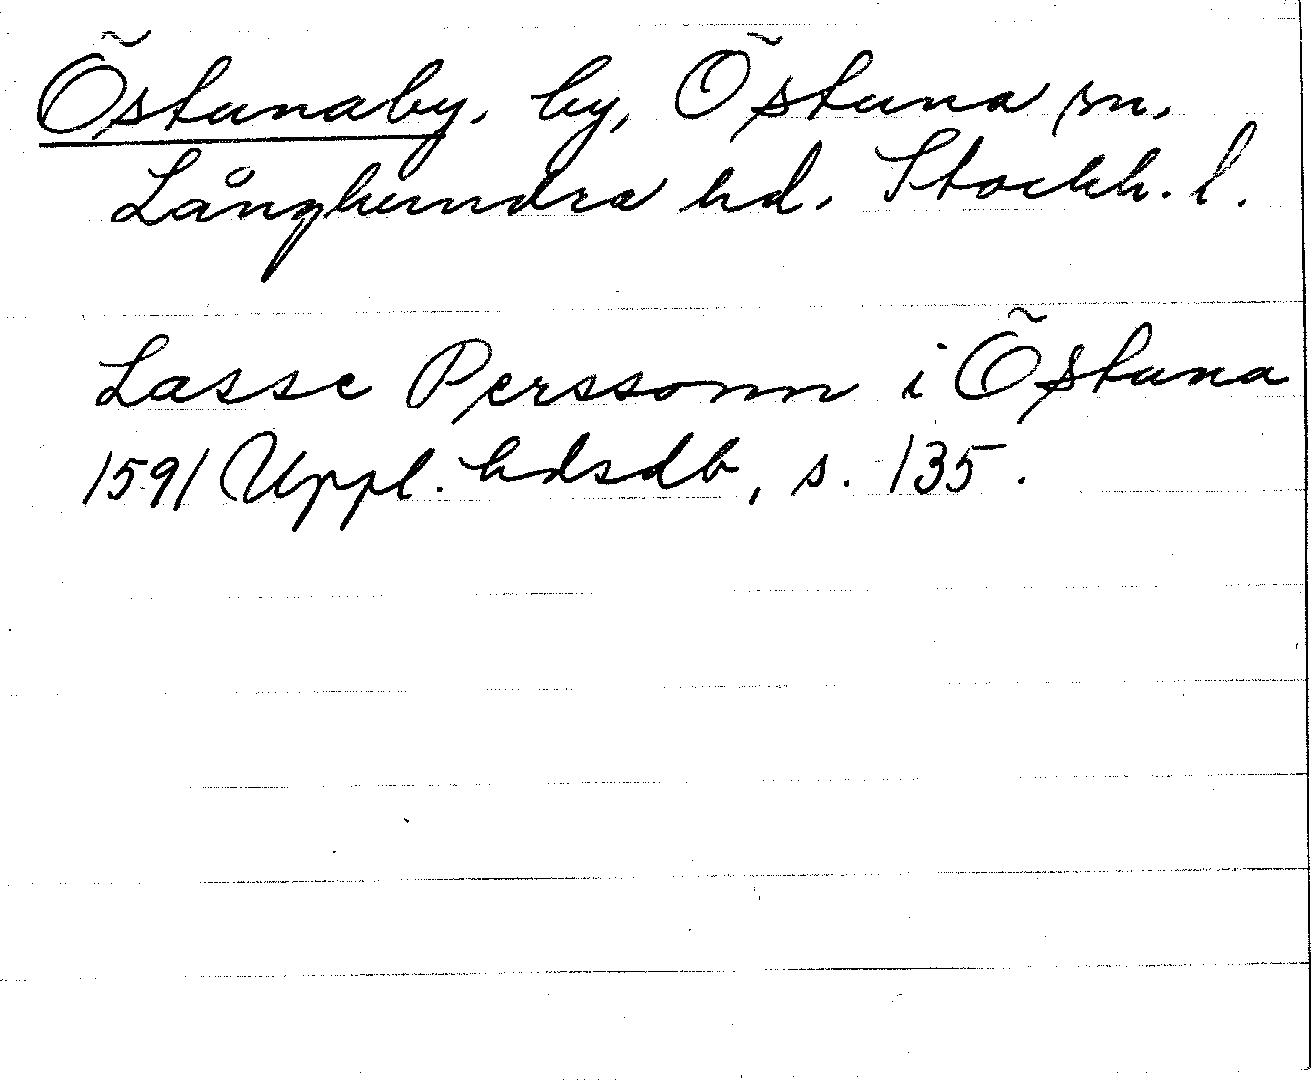 Östunaby, by, Östuna sn,
Långhundra hd, Stockh. l.
Lasse Perssonn i Östuna
1591 Uppl. hdsdb, s. 135.